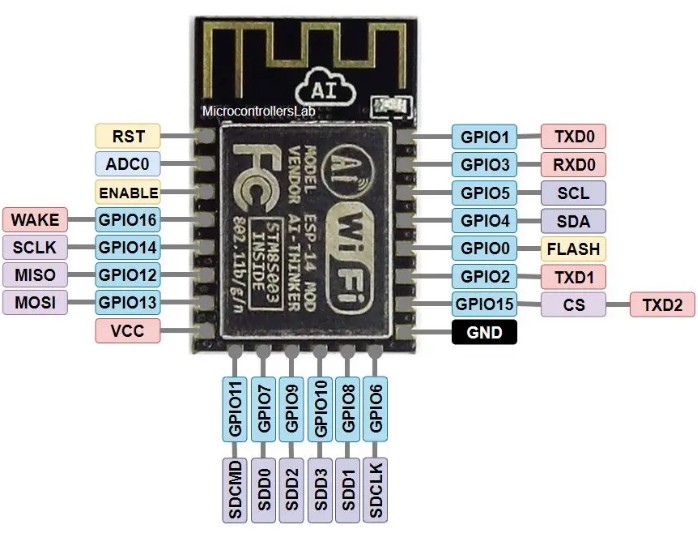 AI
MicrocontrollersLab
RST
ADC0
ENABLE
WAKE GPIO16
SCLK GPIO14
MISO GPIO12
MOSI GPIO13
VCC
FC
MODEL ESP-14 MOD
VENDOR AI-THINKER
STM8S003
INSIDE
802.11b/g/n
Ai
WiFi
GPIO1 TXD0
GPIO3 RXD0
GPIO5 SCL
GPIO4 SDA
GPIO0 FLASH
GPIO2 TXD1
GPIO15 CS TXD2
GND
GPIO11 GPIO7 GPIO9 GPIO10 GPIO8 GPIO6
SDCMD SDD0 SDD2 SDD3 SDD1 SDCLK